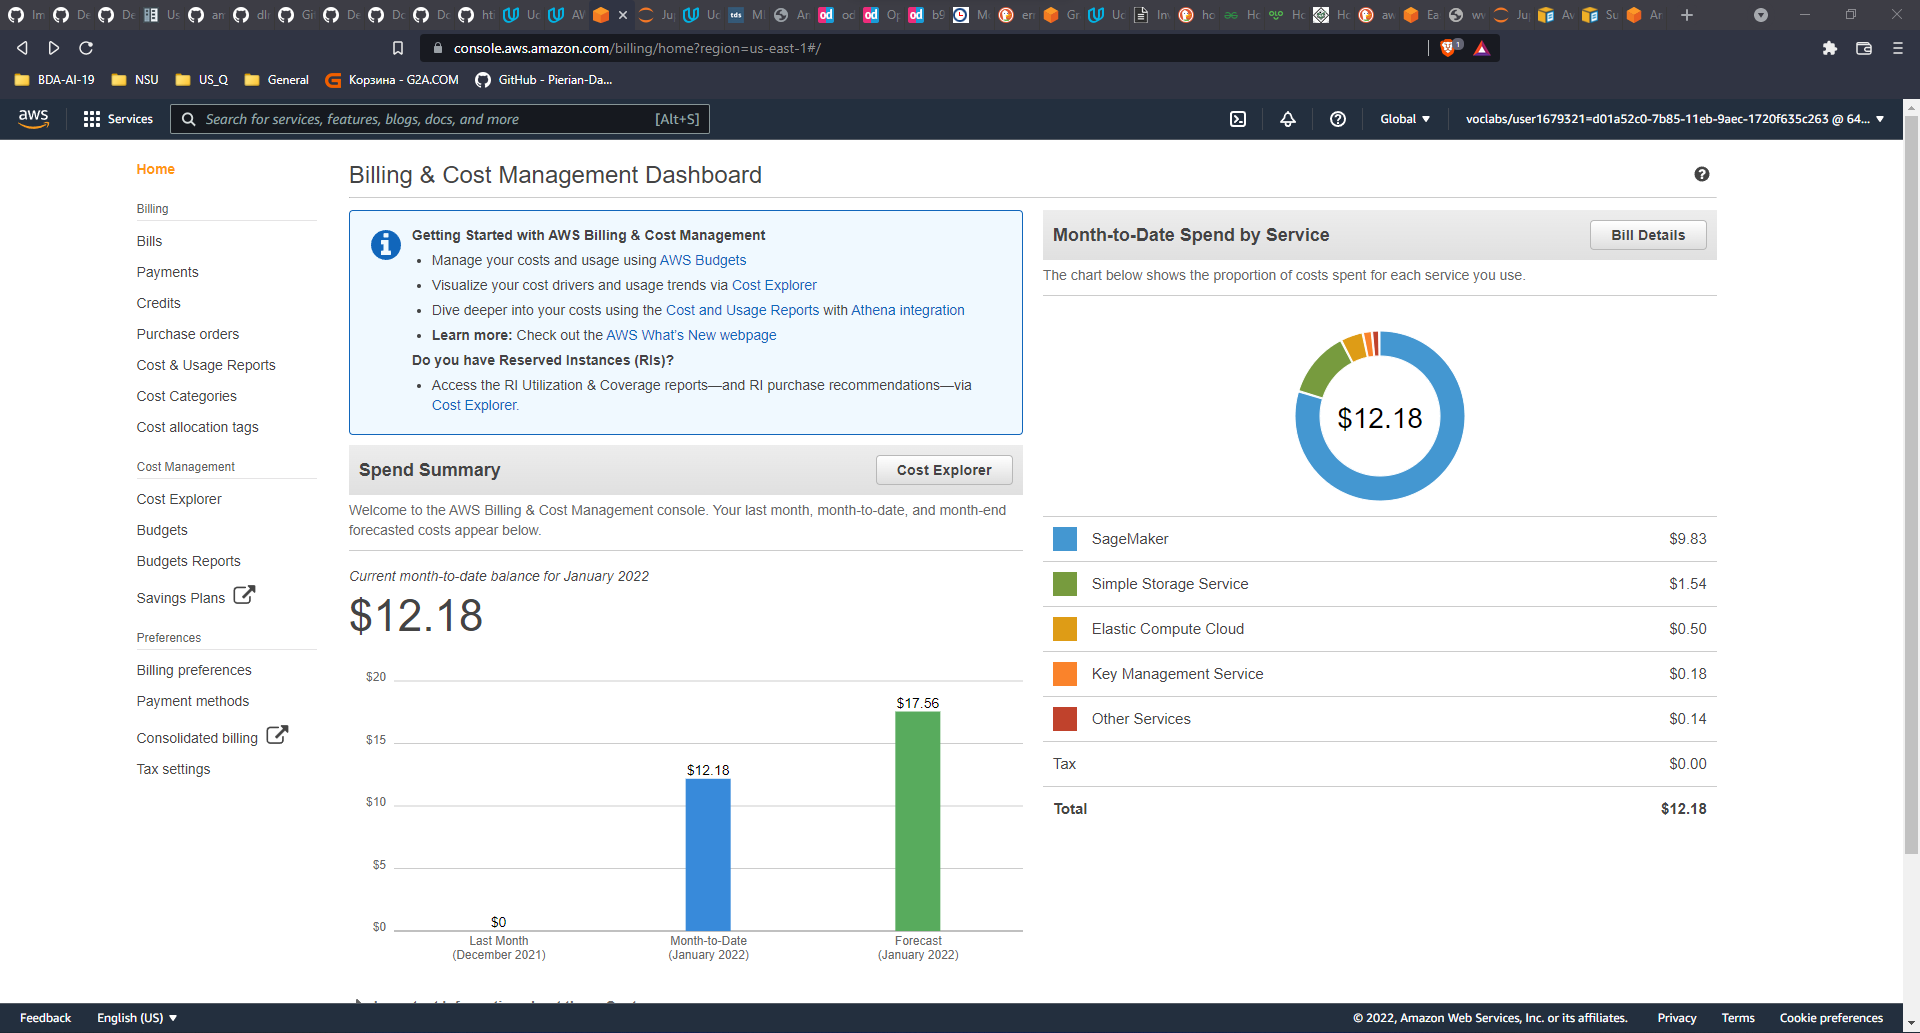 console.aws.amazon.com/billing/home?region=us-east-1#/
1
BDA-AI-19
NSU
US_Q
General
Корзина - G2A.COM
GitHub - Pierian-Da...
aws
Services
Search for services, features, blogs, docs, and more
[Alt+S]
Global
voclabs/user1679321=d01a52c0-7b85-11eb-9aec-1720f635c263 @ 64...
Home
Billing
Bills
Payments
Credits
Purchase orders
Cost & Usage Reports
Cost Categories
Cost allocation tags
Cost Management
Cost Explorer
Budgets
Budgets Reports
Savings Plans
Preferences
Billing preferences
Payment methods
Consolidated billing
Tax settings
Billing & Cost Management Dashboard
Getting Started with AWS Billing & Cost Management
• Manage your costs and usage using AWS Budgets
• Visualize your cost drivers and usage trends via Cost Explorer
• Dive deeper into your costs using the Cost and Usage Reports with Athena integration
• Learn more: Check out the AWS What's New webpage
Do you have Reserved Instances (RIs)?
• Access the RI Utilization & Coverage reports—and RI purchase recommendations—via
Cost Explorer.
Spend Summary
Cost Explorer
Welcome to the AWS Billing & Cost Management console. Your last month, month-to-date, and month-end
forecasted costs appear below.
Current month-to-date balance for January 2022
$12.18
$20
$15
$10
$5
$0
$0
$12.18
$17.56
Last Month
(December 2021)
Month-to-Date
(January 2022)
Forecast
(January 2022)
Month-to-Date Spend by Service
Bill Details
The chart below shows the proportion of costs spent for each service you use.
$12.18
SageMaker $9.83
Simple Storage Service $1.54
Elastic Compute Cloud $0.50
Key Management Service $0.18
Other Services $0.14
Tax $0.00
Total $12.18
Feedback
English (US)
© 2022, Amazon Web Services, Inc. or its affiliates.
Privacy
Terms
Cookie preferences